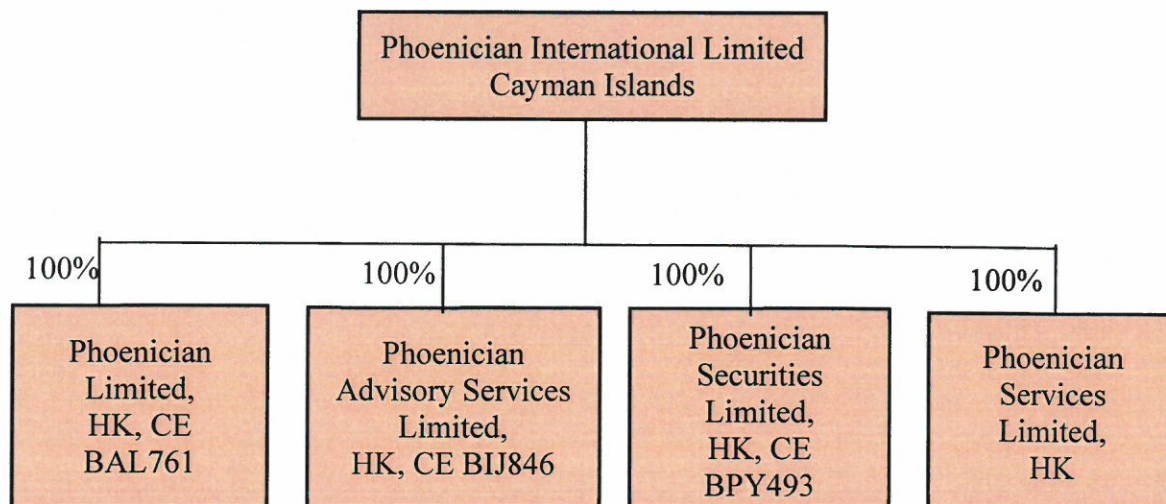 Phoenician International Limited
Cayman Islands
100%
100%
100%
100%
Phoenician
Limited,
HK, CE
BAL761
Phoenician
Advisory Services
Limited,
HK, CE BIJ846
Phoenician
Securities
Limited,
HK, CE
BPY493
Phoenician
Services
Limited,
HK